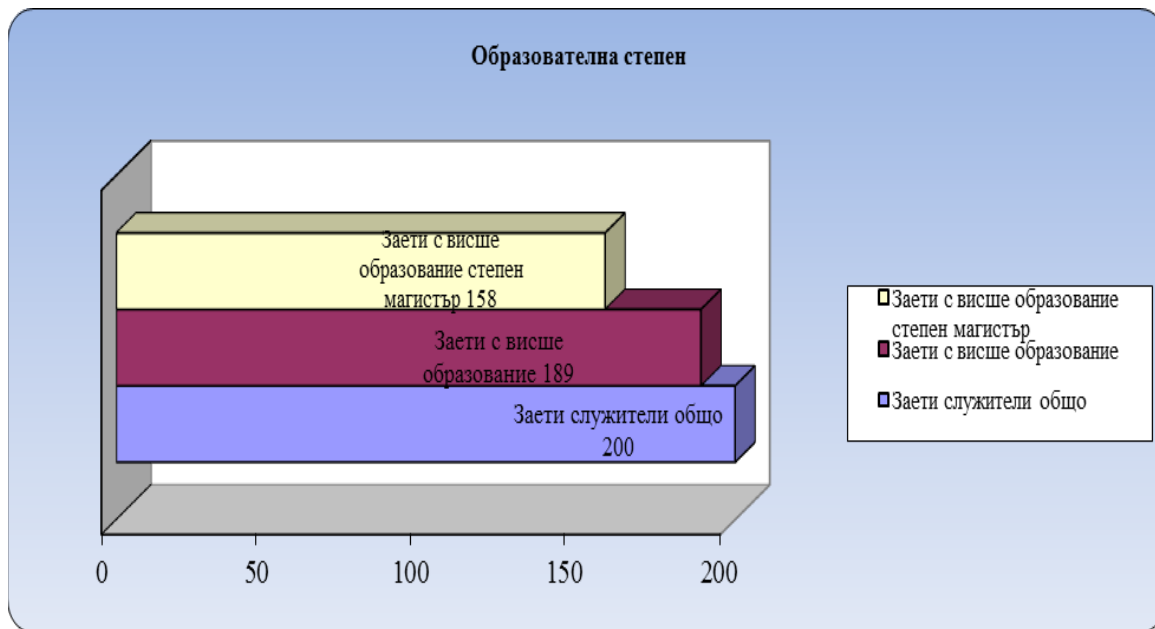 Образователна степен
Заети с висше
образование степен
магистър 158
Заети с висше
образование 189
Заети служители общо
200
0 50 100 150 200
Заети с висше образование
степен магистър
Заети с висше образование
Заети служители общо